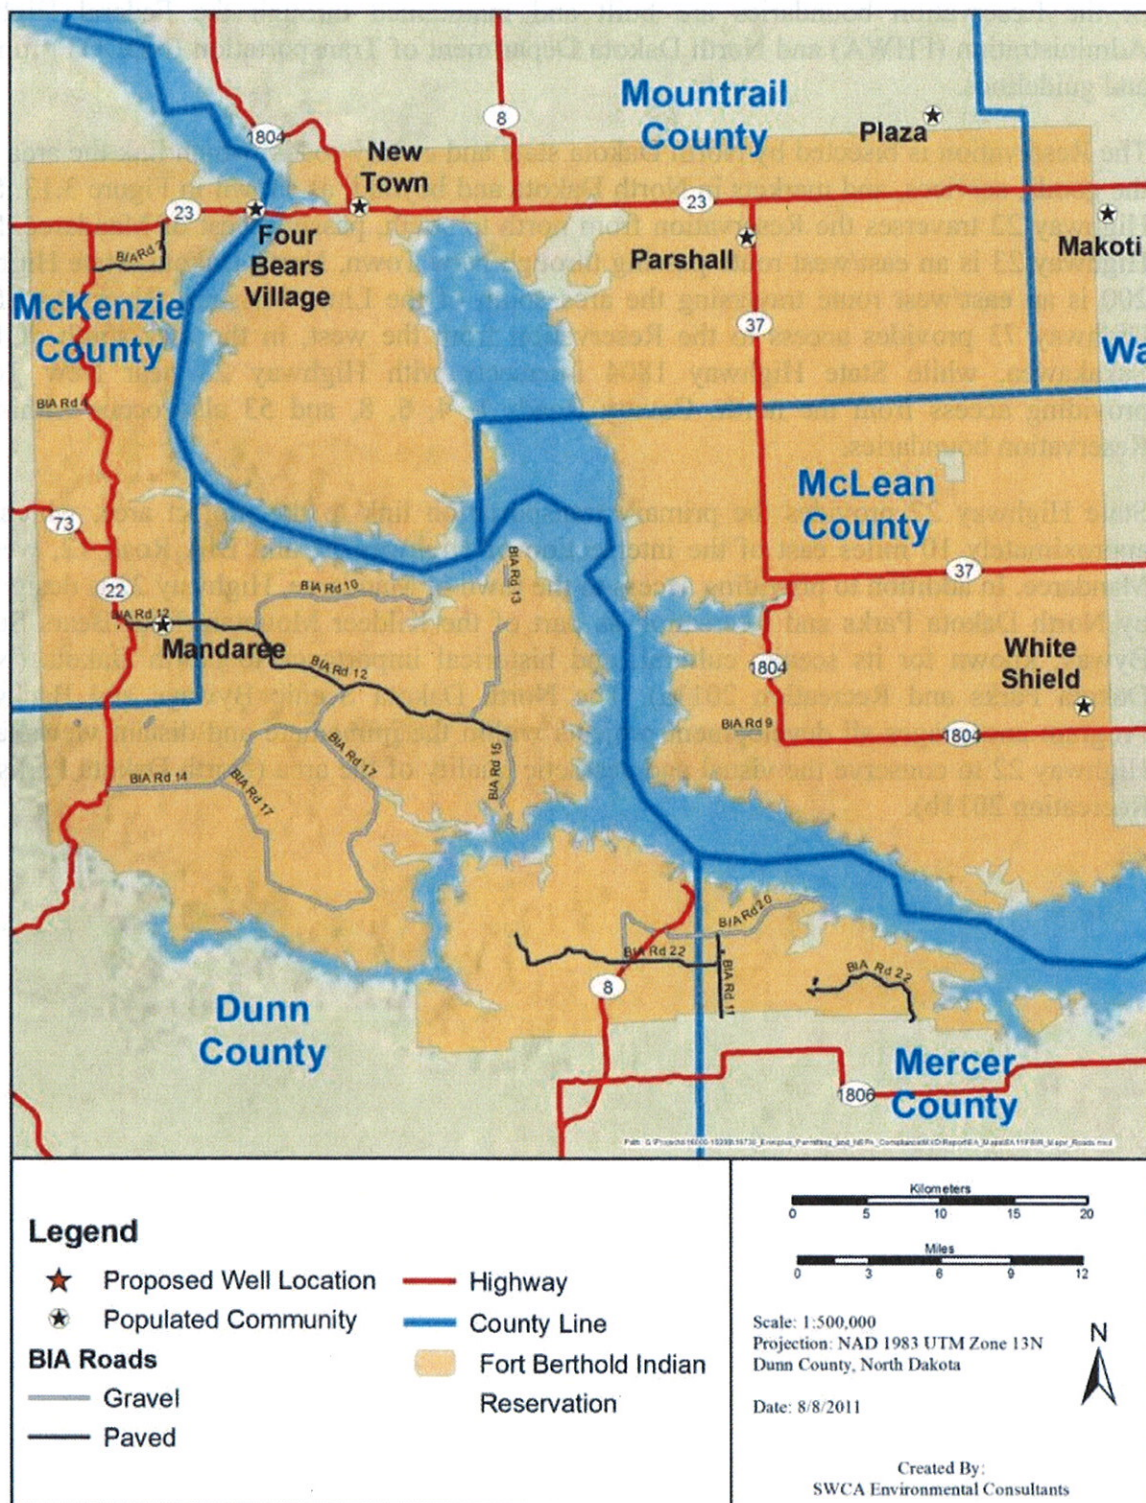 Mountrail
County
Plaza
8
1804
New
Town
23
23
Four
Bears
Village
Parshall
Makoti
BIA Rd 7
McKenzie
County
37
Wa
BIA Rd 4
McLean
County
73
37
22
BIA Rd 10
BIA Rd 13
BIA Rd 12
Mandaree
BIA Rd 12
1804
White
Shield
BIA Rd 9
1804
BIA Rd 15
BIA Rd 17
BIA Rd 14
BIA Rd 17
BIA Rd 20
BIA Rd 22
BIA Rd 11
BIA Rd 22
8
Dunn
County
Mercer
County
1806
Legend
Proposed Well Location
Populated Community
BIA Roads
Gravel
Paved
Highway
County Line
Fort Berthold Indian
Reservation
Kilometers
0 5 10 15 20
Miles
0 3 6 9 12
Scale: 1:500,000
Projection: NAD 1983 UTM Zone 13N
Dunn County, North Dakota
Date: 8/8/2011
N
Created By:
SWCA Environmental Consultants